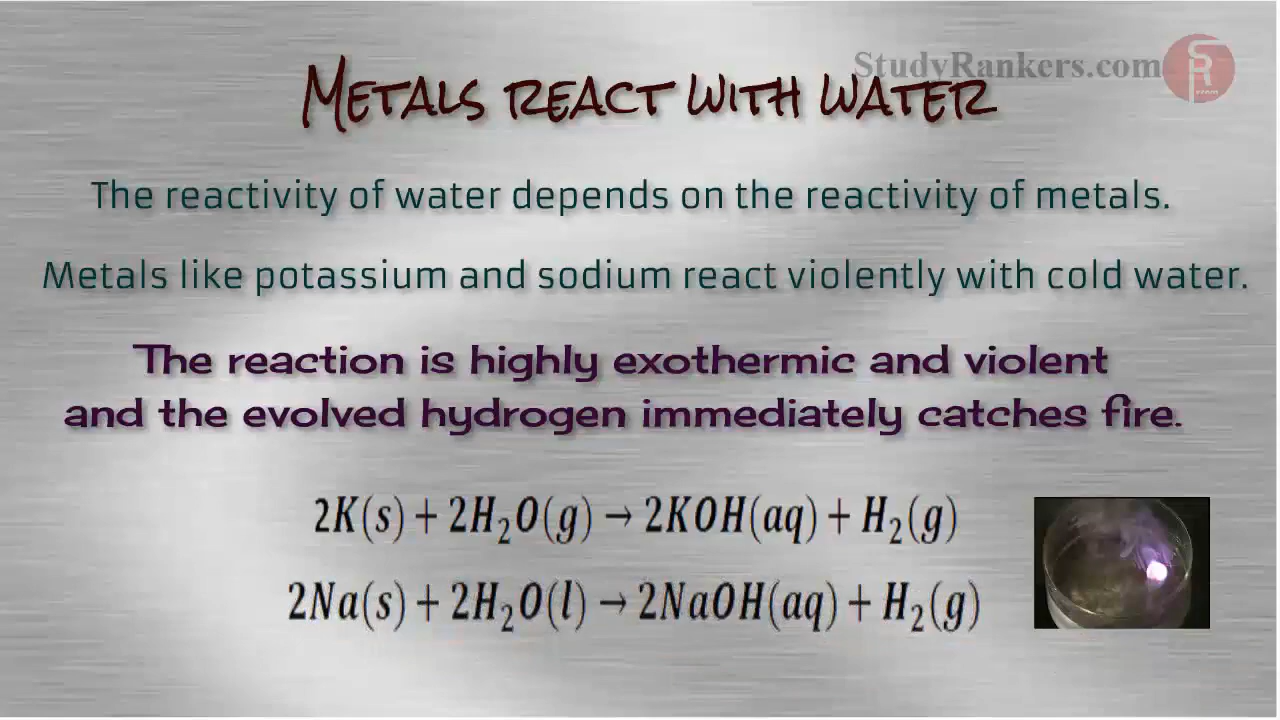 StudyRankers.com
METALS REACT WITH WATER
The reactivity of water depends on the reactivity of metals.
Metals like potassium and sodium react violently with cold water.
The reaction is highly exothermic and violent
and the evolved hydrogen immediately catches fire.
2K(s) + 2H₂O(g) → 2KOH(aq) + H₂(g)
2Na(s) + 2H₂O(l) → 2NaOH(aq) + H₂(g)